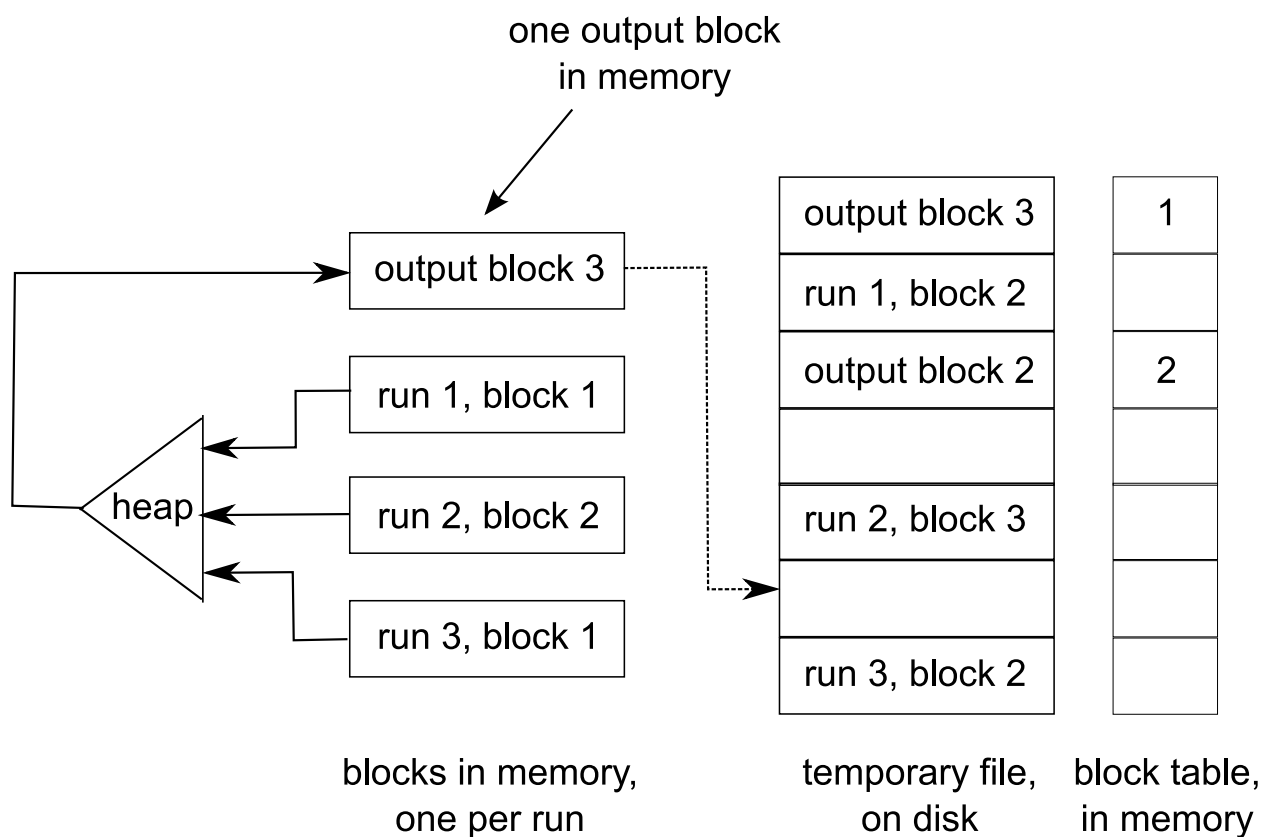 one output block
in memory
output block 3
run 1, block 1
run 2, block 2
run 3, block 1
heap
blocks in memory,
one per run
output block 3
run 1, block 2
output block 2
run 2, block 3
run 3, block 2
temporary file,
on disk
1
2
block table,
in memory